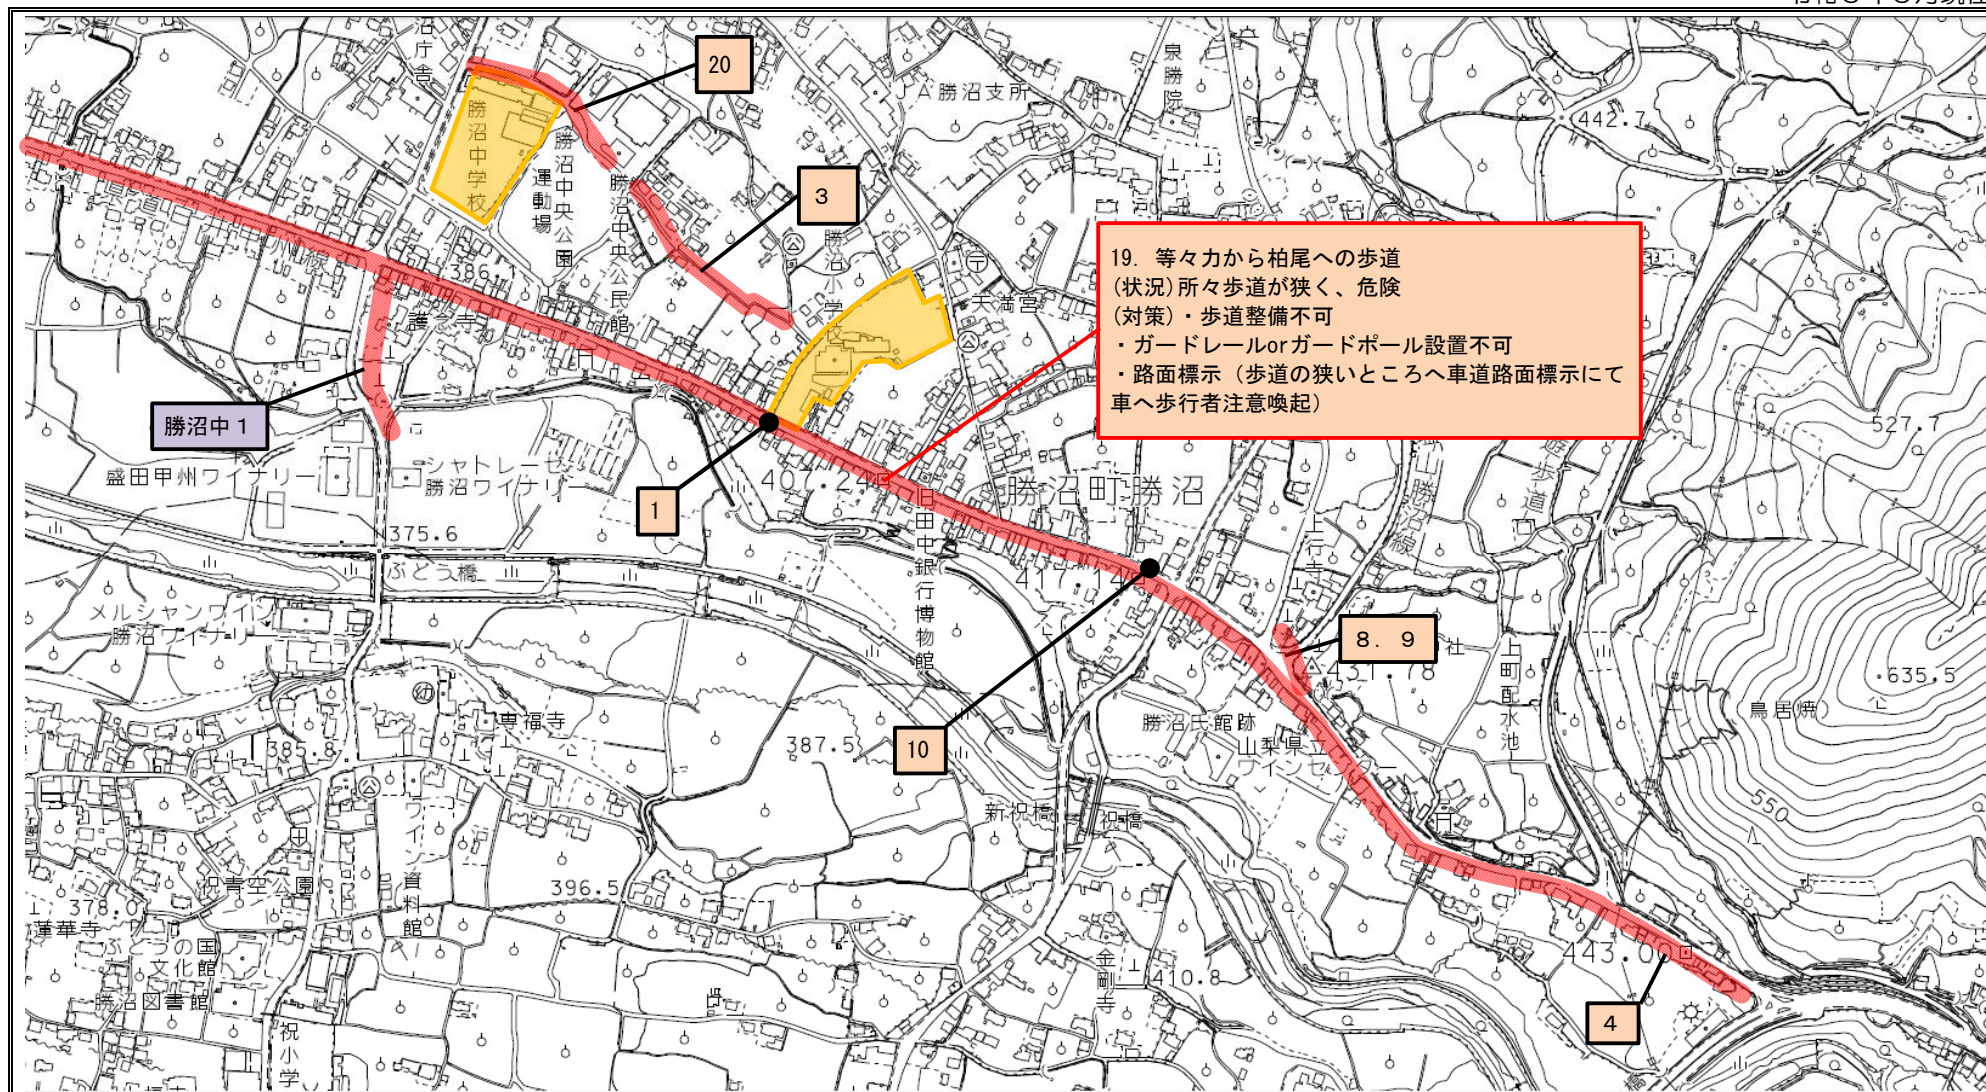 20
泉勝院
JA勝沼支所
442.7
勝沼中学校
勝沼中央公園
運動場
勝沼中央公民館
3
勝沼小学校
天満宮
386.1
護念寺
19. 等々力から柏尾への歩道
(状況)所々歩道が狭く、危険
(対策)・歩道整備不可
・ガードレールorガードポール設置不可
・路面標示（歩道の狭いところへ車道路面標示にて
車へ歩行者注意喚起）
勝沼中１
527.7
盛田甲州ワイナリー
シャトレーゼ
勝沼ワイナリー
1
407.24
勝沼町勝沼
旧田中銀行博物館
上行寺
勝沼線
歩道
375.6
ぶどう橋
417.14
メルシャンワイン
勝沼ワイナリー
8. 9
社
431.78
上町配水池
635.5
鳥居焼
幼
専福寺
385.8
387.5
10
勝沼氏館跡
山梨県立
ワインセンター
新祝橋
祝橋
550
ワイン資料館
祝青空公園
396.5
378.0
蓮華寺
ぶどうの国
文化館
勝沼図書館
祝小学
金剛寺
410.8
443.00
4